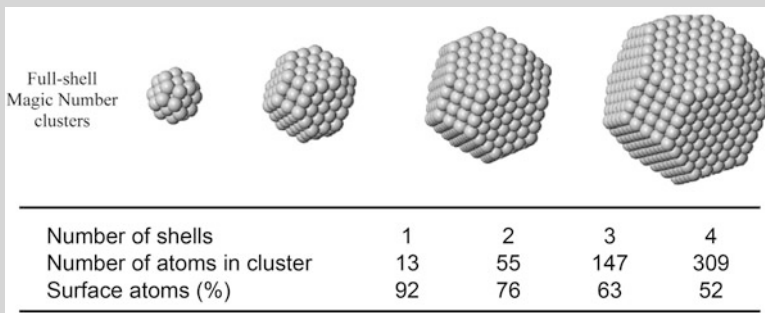 Full-shell
Magic Number
clusters
Number of shells 1 2 3 4
Number of atoms in cluster 13 55 147 309
Surface atoms (%) 92 76 63 52